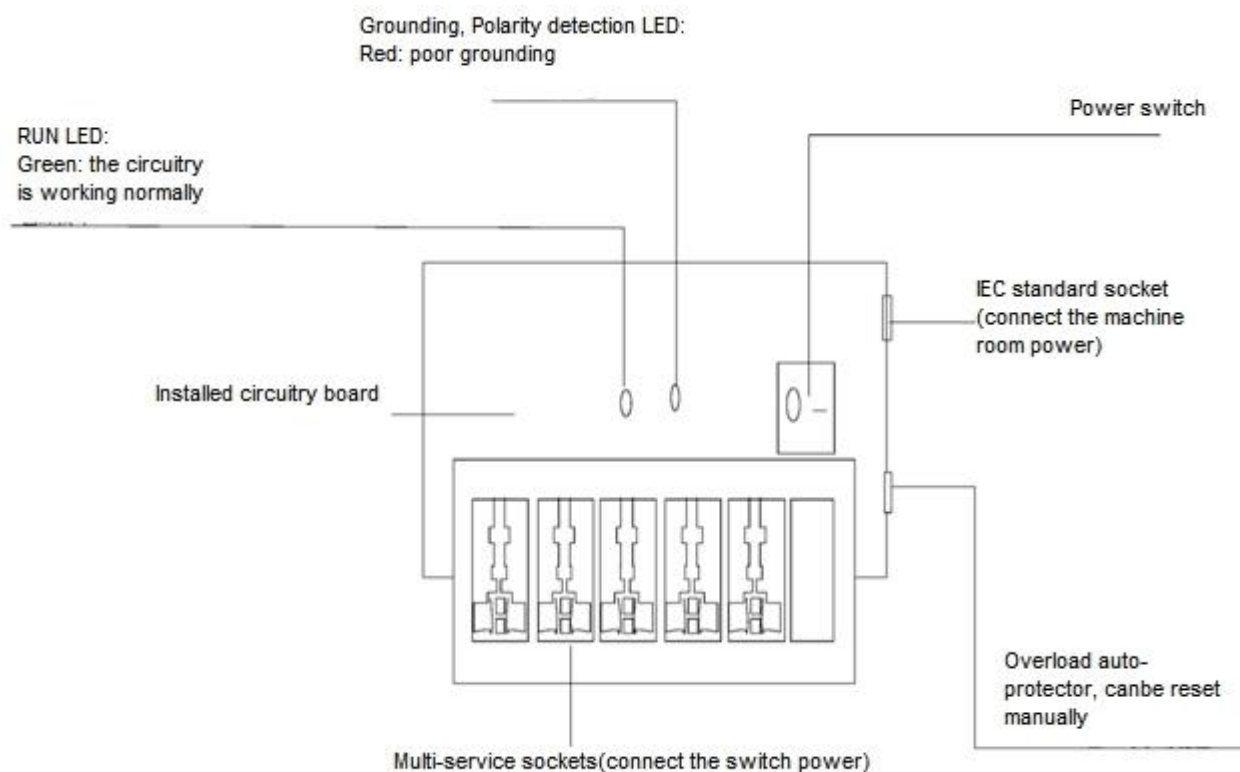 Grounding, Polarity detection LED:
Red: poor grounding
Power switch
RUN LED:
Green: the circuitry
is working normally
IEC standard socket
(connect the machine
room power)
Installed circuitry board
Overload auto-
protector, canbe reset
manually
Multi-service sockets(connect the switch power)